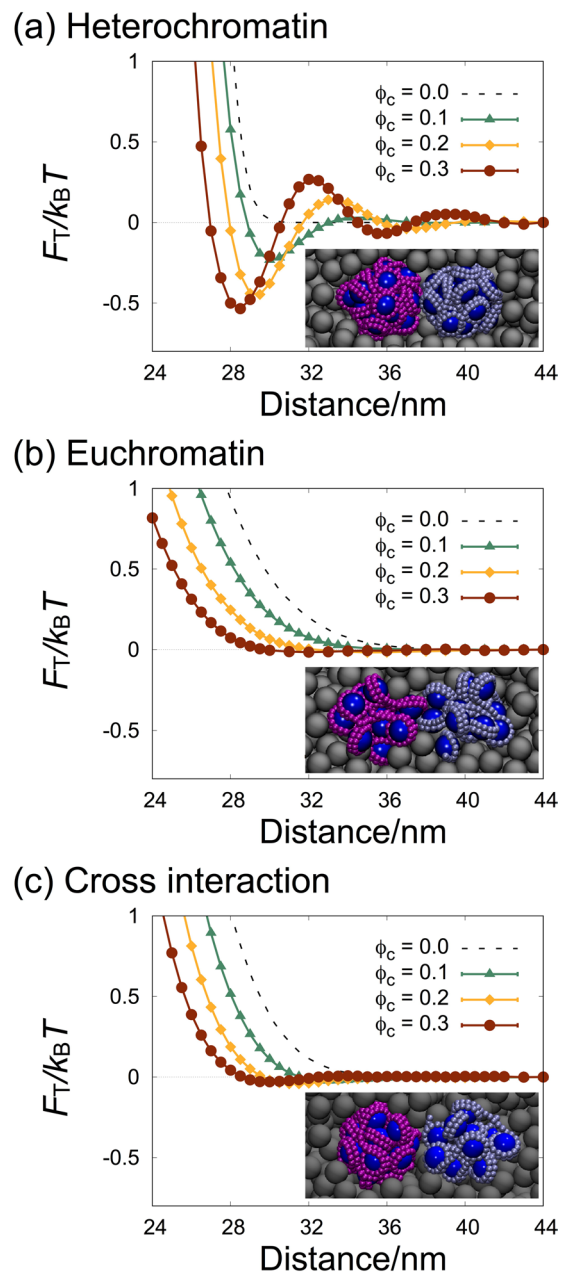 (a) Heterochromatin
1
ϕc = 0.0
ϕc = 0.1
0.5
ϕc = 0.2
ϕc = 0.3
FT/kBT
0
-0.5
24 28 32 36 40 44
Distance/nm
(b) Euchromatin
1
ϕc = 0.0
ϕc = 0.1
0.5
ϕc = 0.2
ϕc = 0.3
FT/kBT
0
-0.5
24 28 32 36 40 44
Distance/nm
(c) Cross interaction
1
ϕc = 0.0
ϕc = 0.1
0.5
ϕc = 0.2
ϕc = 0.3
FT/kBT
0
-0.5
24 28 32 36 40 44
Distance/nm